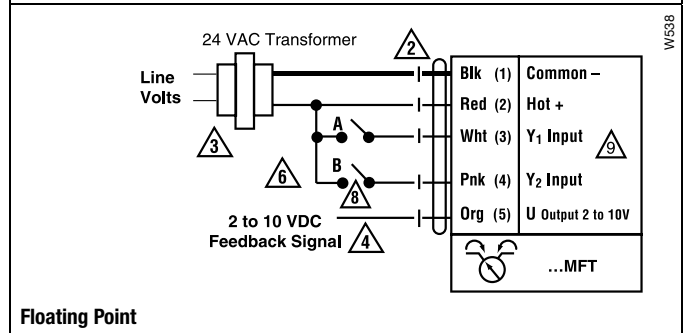 W538
24 VAC Transformer
2
Line
Volts
3
Blk (1) Common –
Red (2) Hot +
A
Wht (3) Y₁ Input
9
B
6
8
Pnk (4) Y₂ Input
Org (5) U Output 2 to 10V
2 to 10 VDC
Feedback Signal
4
...MFT
Floating Point